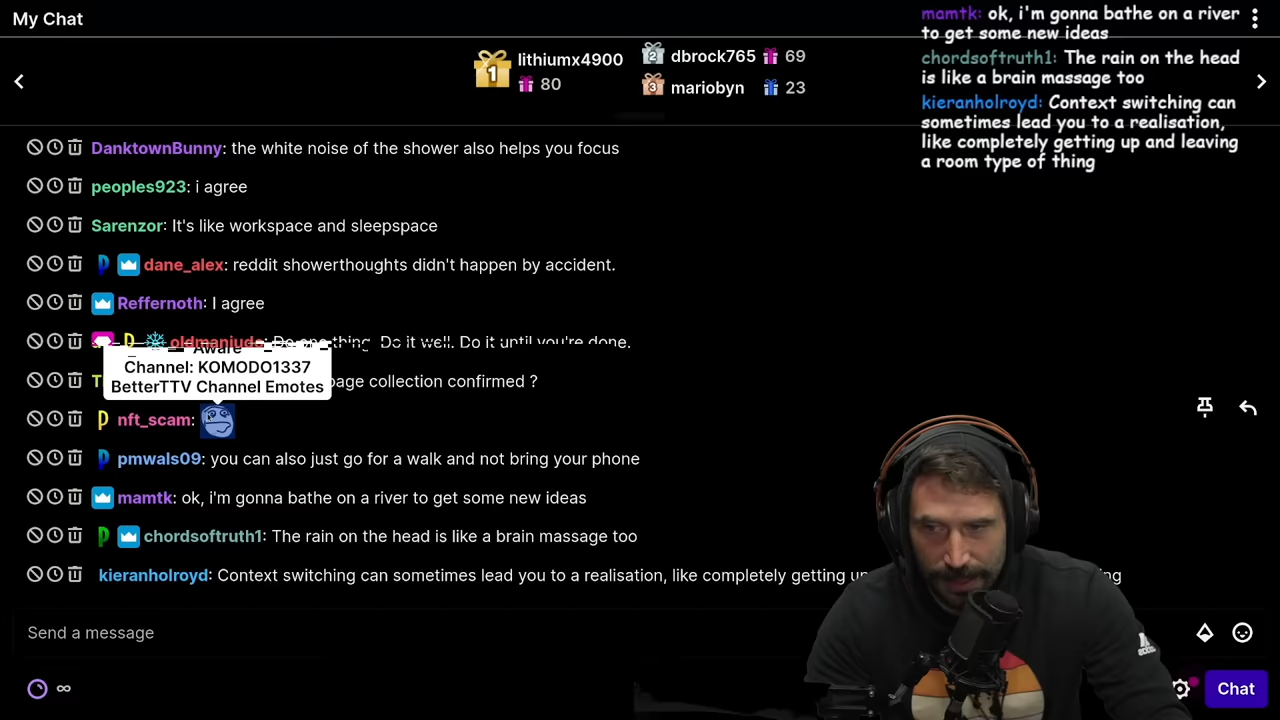 My Chat
mamtk: ok, i'm gonna bathe on a river
to get some new ideas
chordsoftruth1: The rain on the head
is like a brain massage too
kieranholroyd: Context switching can
sometimes lead you to a realisation,
like completely getting up and leaving
a room type of thing
1 lithiumx4900
80
2 dbrock765 69
3 mariobyn 23
DanktownBunny: the white noise of the shower also helps you focus
peoples923: i agree
Sarenzor: It's like workspace and sleepspace
dane_alex: reddit showerthoughts didn't happen by accident.
Reffernoth: I agree
oldmanjude: Do one thing. Do it well. Do it until you're done.
Aware
Channel: KOMODO1337
BetterTTV Channel Emotes
page collection confirmed ?
nft_scam:
pmwals09: you can also just go for a walk and not bring your phone
mamtk: ok, i'm gonna bathe on a river to get some new ideas
chordsoftruth1: The rain on the head is like a brain massage too
kieranholroyd: Context switching can sometimes lead you to a realisation, like completely getting
Send a message
Chat